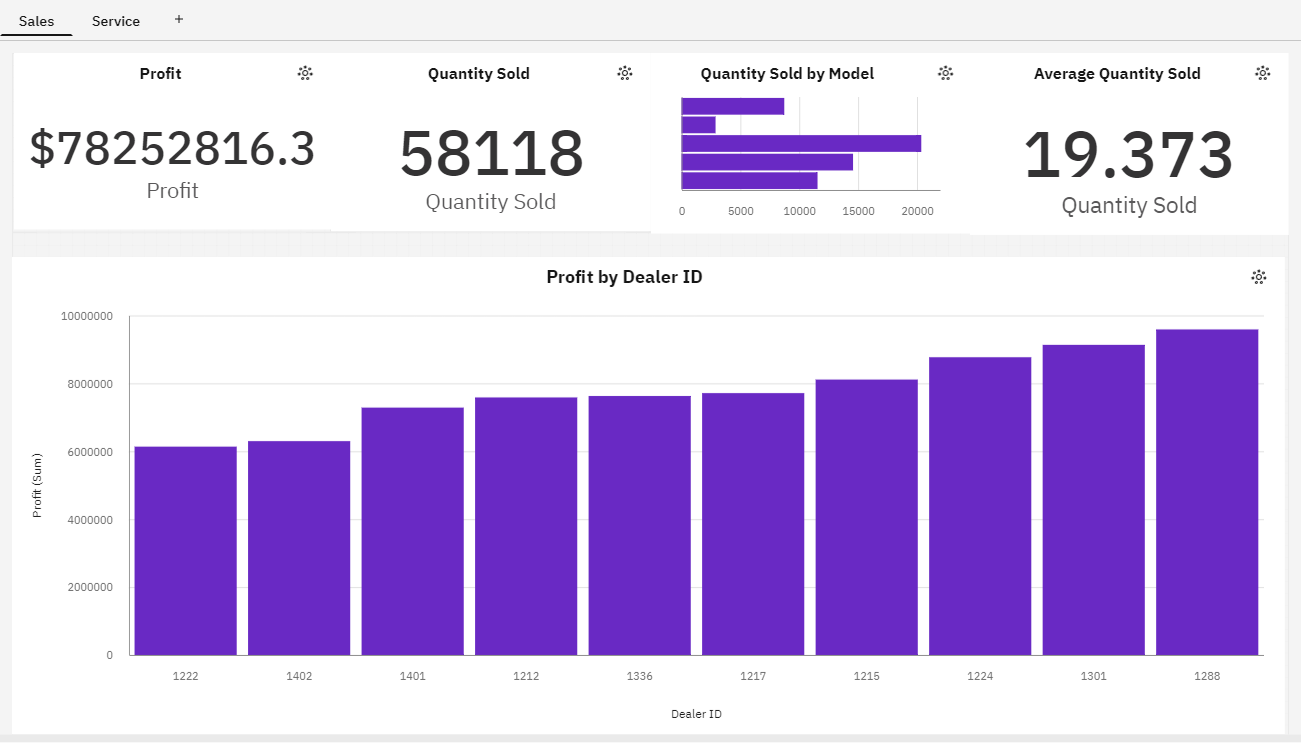 Sales Service +
Profit
$78252816.3
Profit
Quantity Sold
58118
Quantity Sold
Quantity Sold by Model
0 5000 10000 15000 20000
Average Quantity Sold
19.373
Quantity Sold
Profit by Dealer ID
Profit (Sum)
10000000
8000000
6000000
4000000
2000000
0
1222 1402 1401 1212 1336 1217 1215 1224 1301 1288
Dealer ID